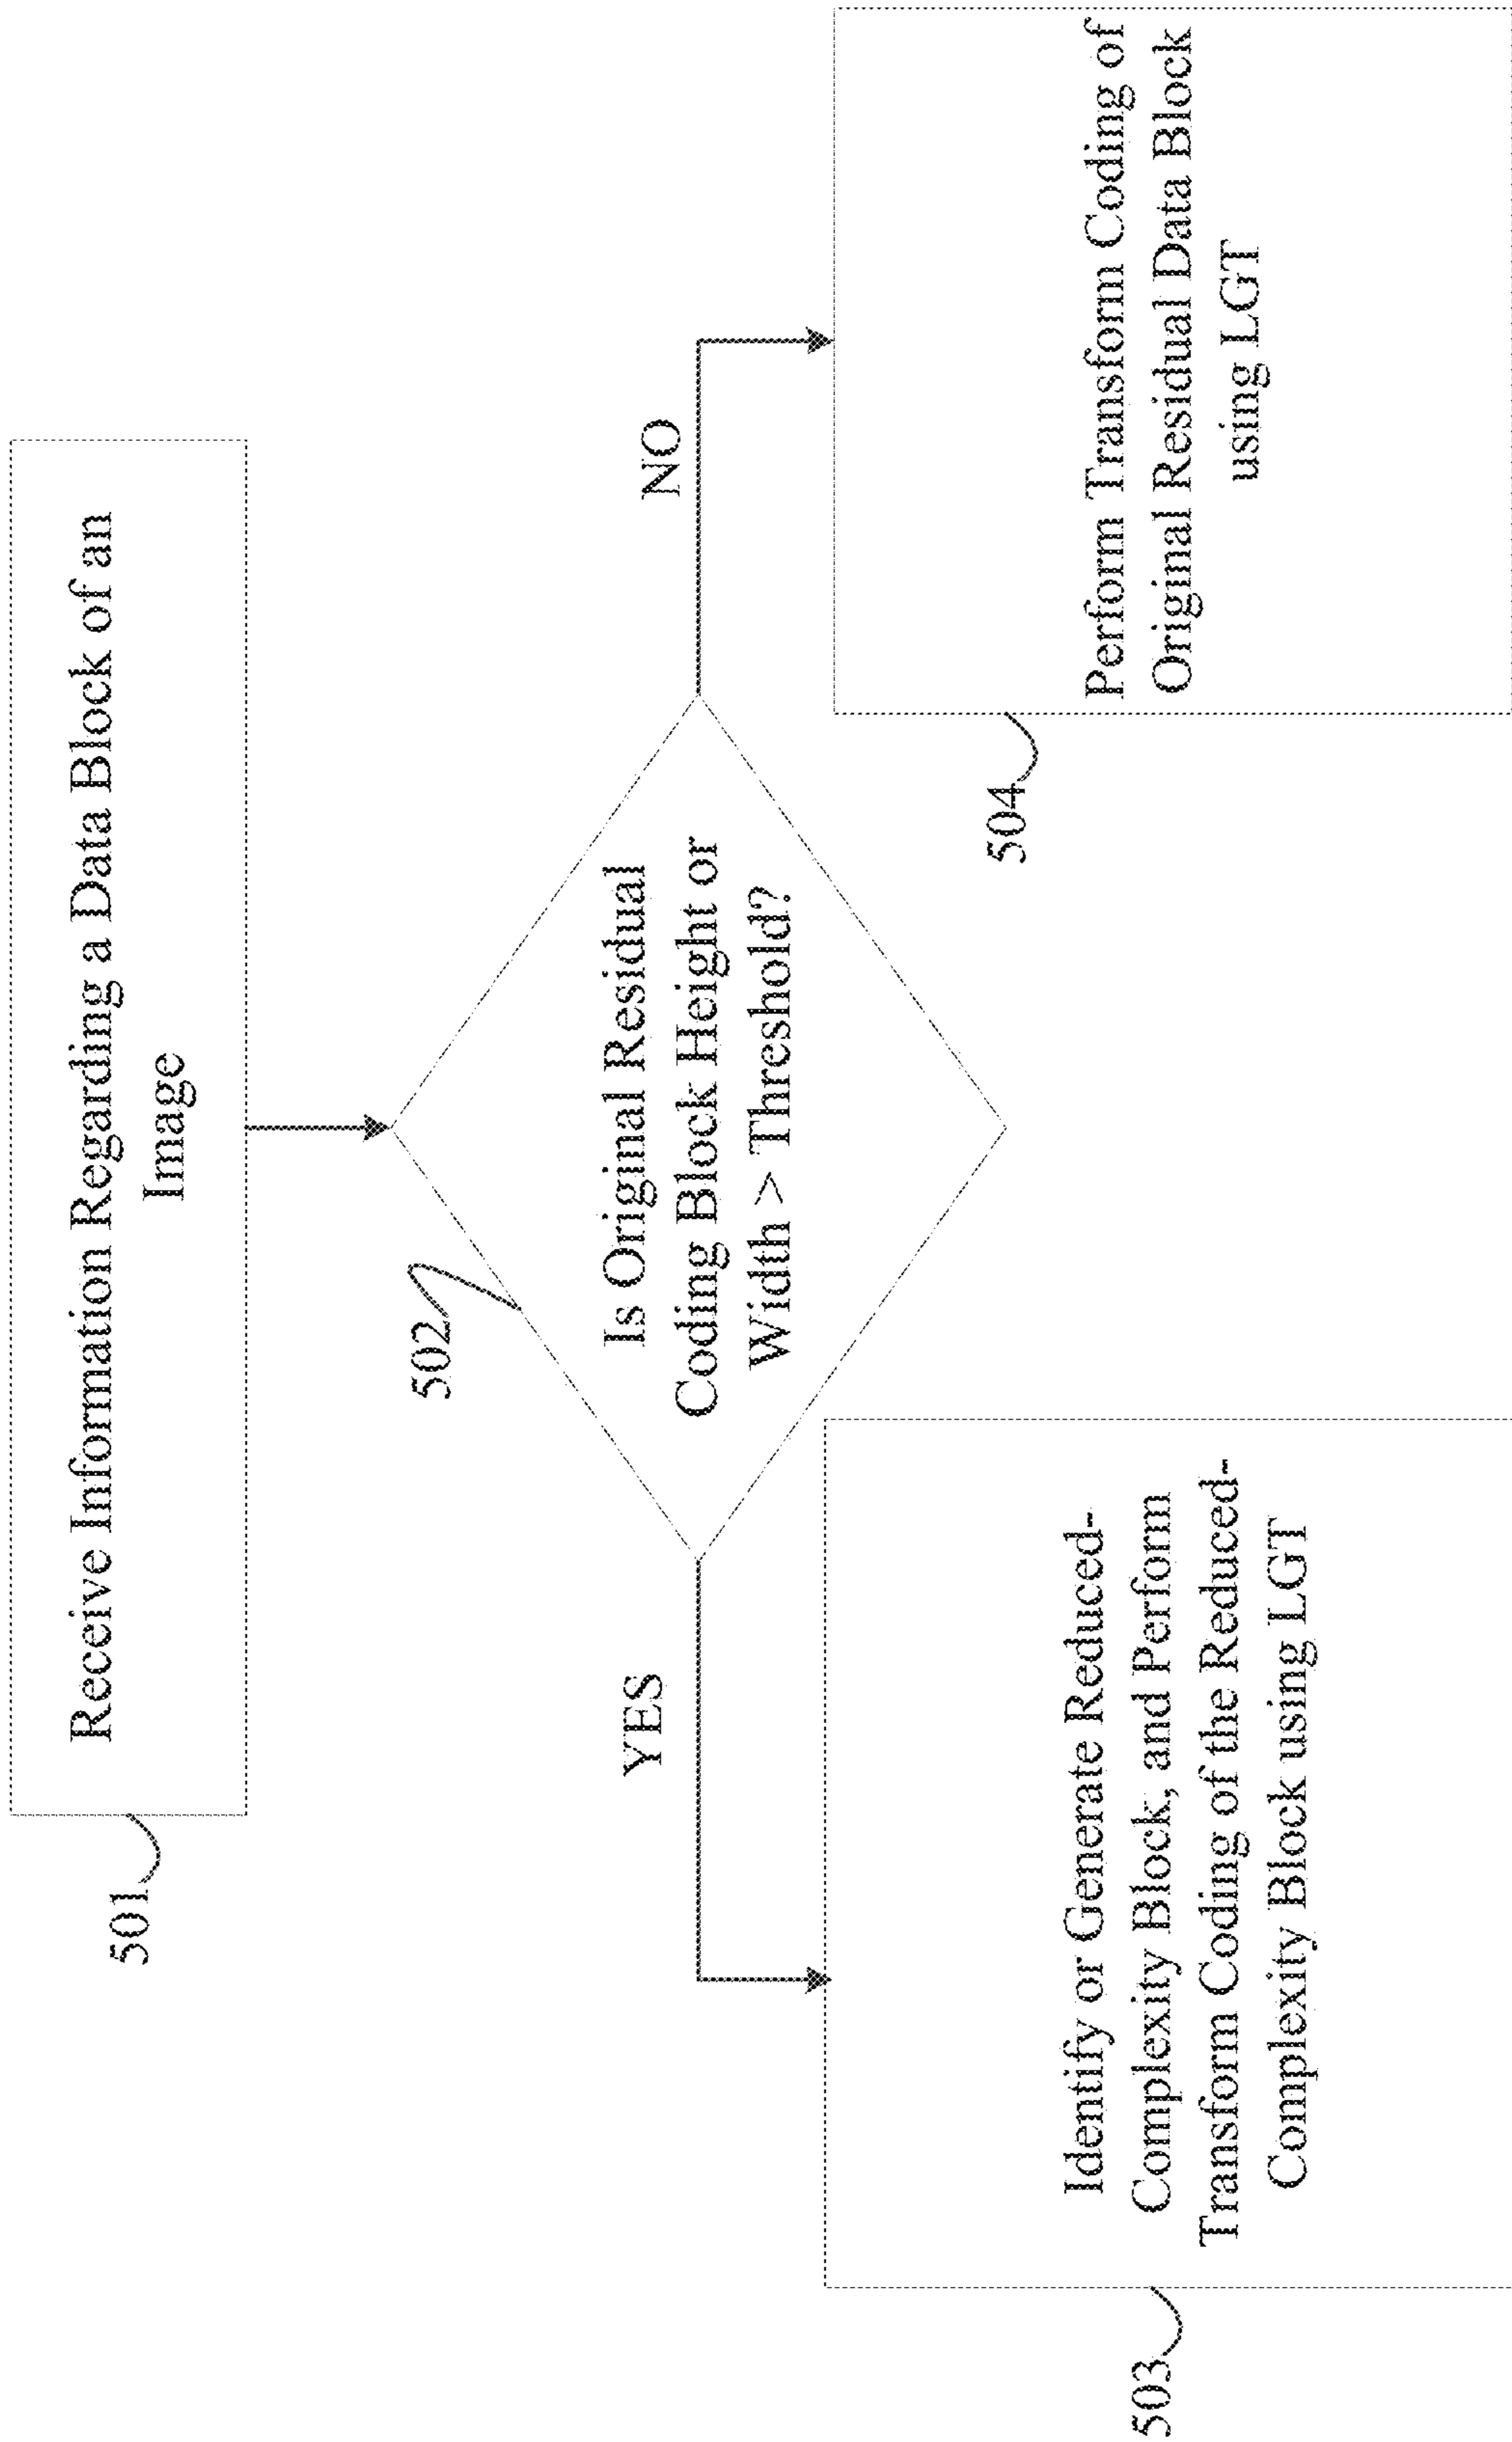 Receive Information Regarding a Data Block of an
Image
501
502
Is Original Residual
Coding Block Height or
Width > Threshold?
YES
NO
Identify or Generate Reduced-
Complexity Block, and Perform
Transform Coding of the Reduced-
Complexity Block using LGT
503
Perform Transform Coding of
Original Residual Data Block
using LGT
504